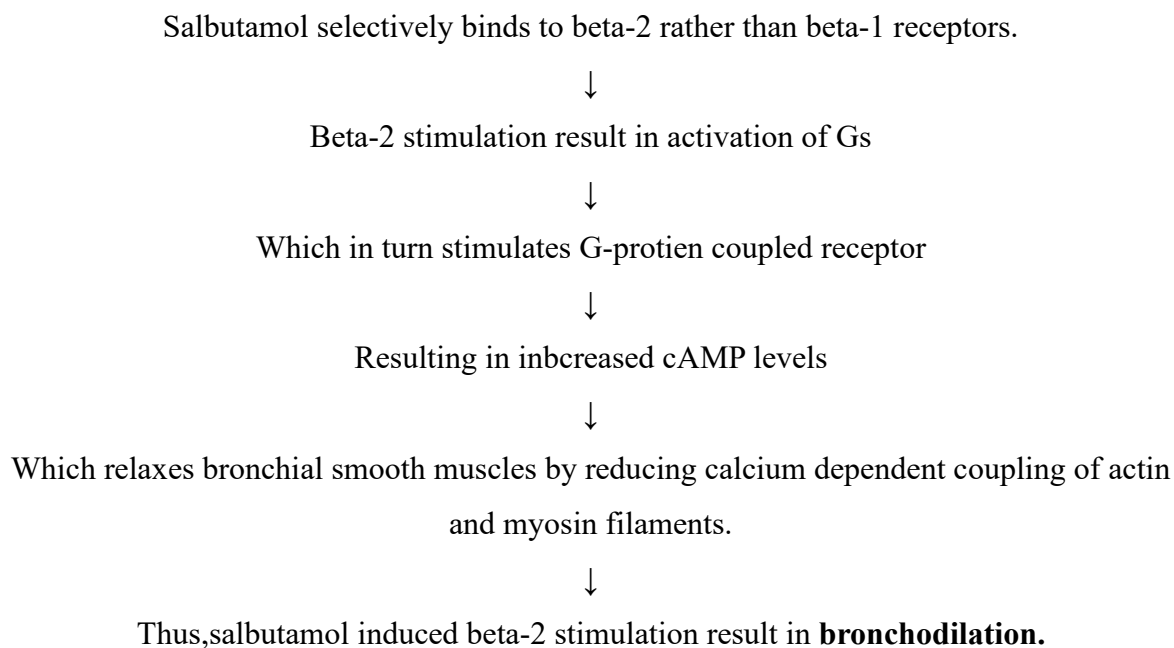 Salbutamol selectively binds to beta-2 rather than beta-1 receptors.
↓
Beta-2 stimulation result in activation of Gs
↓
Which in turn stimulates G-protien coupled receptor
↓
Resulting in inbcreased cAMP levels
↓
Which relaxes bronchial smooth muscles by reducing calcium dependent coupling of actin
and myosin filaments.
↓
Thus,salbutamol induced beta-2 stimulation result in bronchodilation.